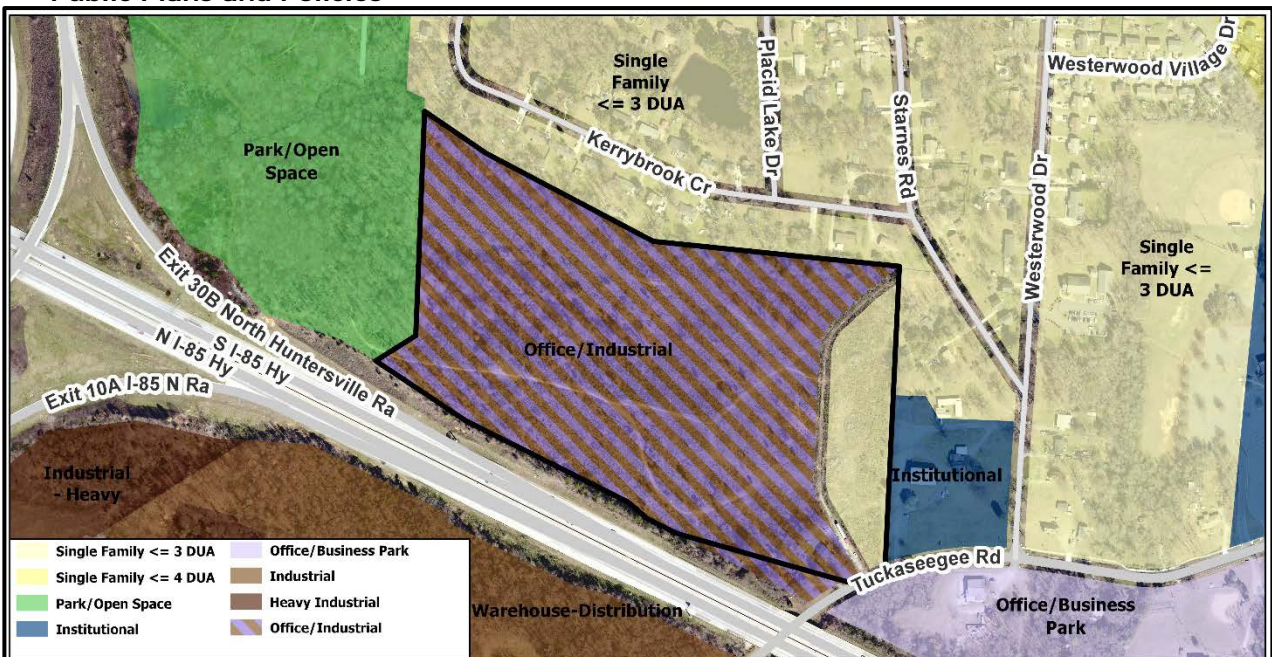 Public Plans and Policies
Single
Family
<= 3 DUA
Placid Lake Dr
Starnes Rd
Westerwood Village Dr
Park/Open
Space
Kerrybrook Cr
Westerwood Dr
Single
Family <=
3 DUA
Exit 30B North Huntersville Ra
S I-85 Hy
N I-85 Hy
Office/Industrial
Exit 10A I-85 N Ra
Industrial
- Heavy
Institutional
Tuckaseegee Rd
Warehouse-Distribution
Office/Business
Park
Single Family <= 3 DUA
Single Family <= 4 DUA
Park/Open Space
Institutional
Office/Business Park
Industrial
Heavy Industrial
Office/Industrial